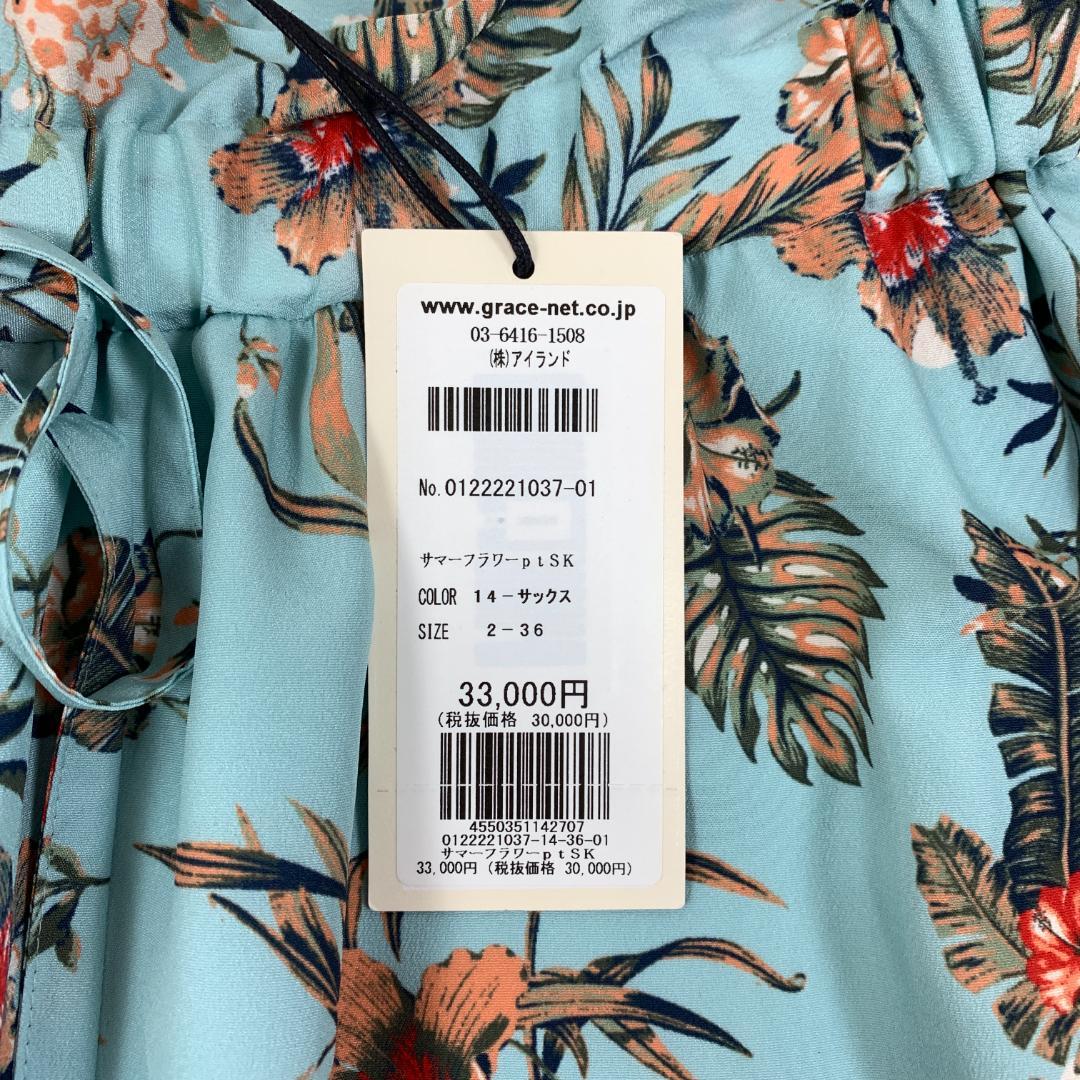 www.grace-net.co.jp
03-6416-1508
(株)アイランド
No.0122221037-01
サマーフラワーptSK
COLOR 14-サックス
SIZE 2-36
33,000円
(税抜価格 30,000円)
4550351142707
0122221037-14-36-01
サマーフラワーptSK
33,000円 (税抜価格 30,000円)